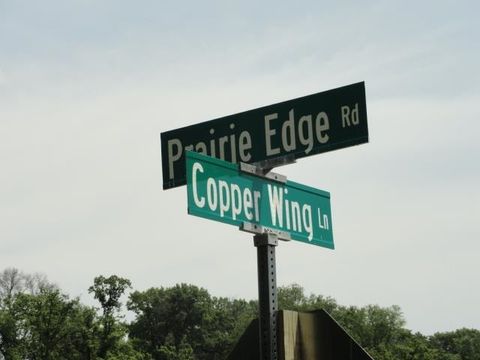 Prairie Edge Rd
Copper Wing Ln